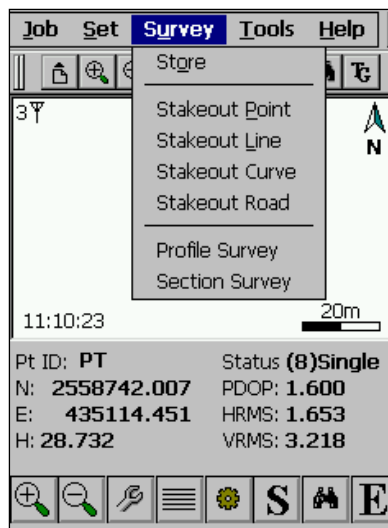 Job Set Survey Tools Help
Store
Stakeout Point
Stakeout Line
Stakeout Curve
Stakeout Road
Profile Survey
Section Survey
3
N
11:10:23
20m
Pt ID: PT Status (8)Single
N: 2558742.007 PDOP: 1.600
E: 435114.451 HRMS: 1.653
H: 28.732 VRMS: 3.218
S E